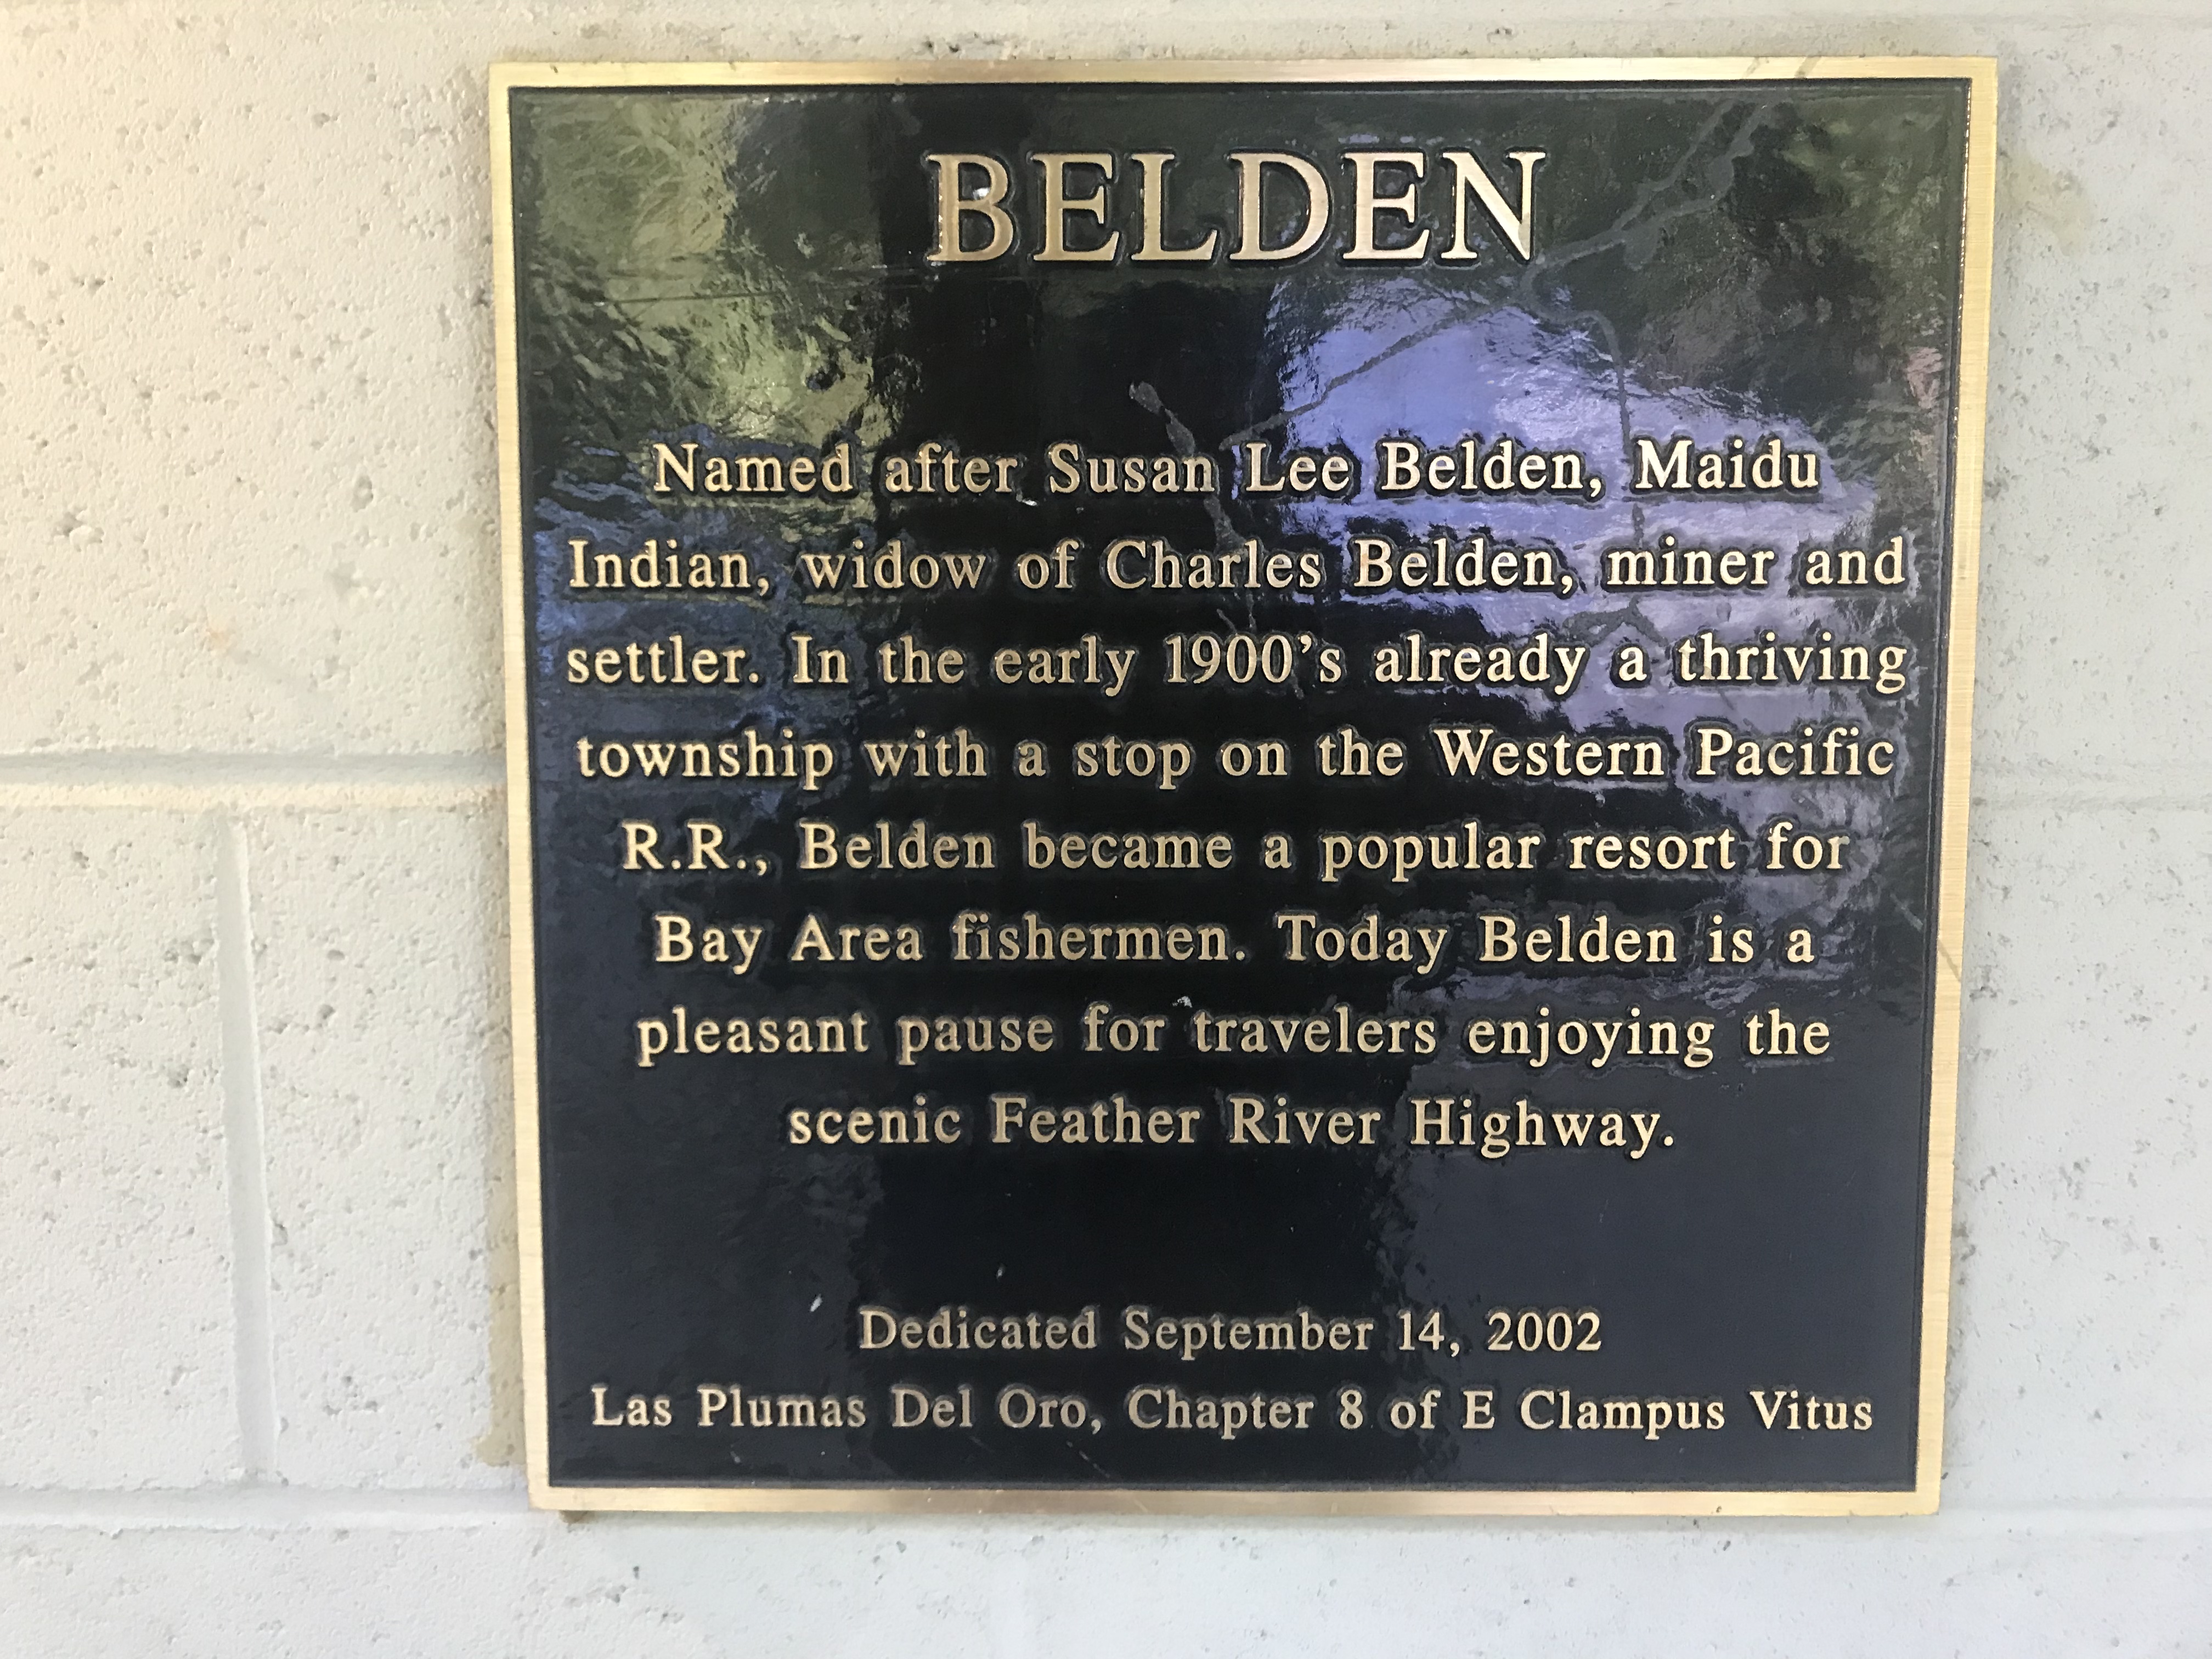 BELDEN
Named after Susan Lee Belden, Maidu
Indian, widow of Charles Belden, miner and
settler. In the early 1900's already a thriving
township with a stop on the Western Pacific
R.R., Belden became a popular resort for
Bay Area fishermen. Today Belden is a
pleasant pause for travelers enjoying the
scenic Feather River Highway.
Dedicated September 14, 2002
Las Plumas Del Oro, Chapter 8 of E Clampus Vitus